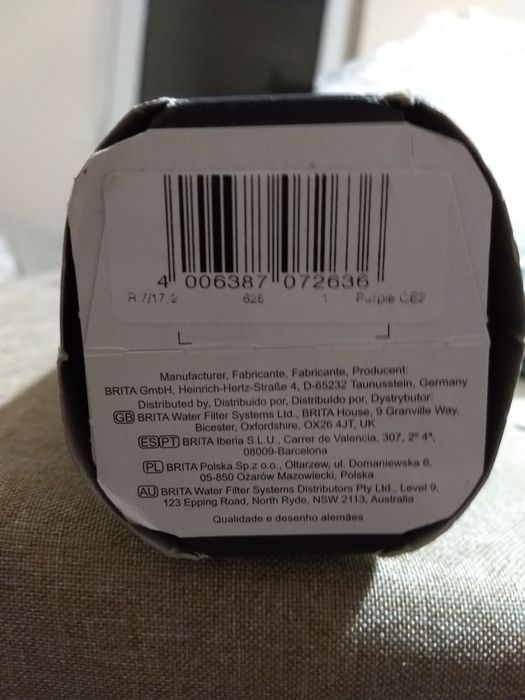 4 006387 072636
R 7/17.2 628 1 Purple CE2
Manufacturer, Fabricante, Fabricante, Producent:
BRITA GmbH, Heinrich-Hertz-Straße 4, D-65232 Taunusstein, Germany
Distributed by, Distribuido por, Distribuído por, Dystrybutor:
GB BRITA Water Filter Systems Ltd., BRITA House, 9 Granville Way,
Bicester, Oxfordshire, OX26 4JT, UK
ES PT BRITA Iberia S.L.U., Carrer de Valencia, 307, 2º 4ª,
08009-Barcelona
PL BRITA Polska Sp.z o.o., Ołtarzew, ul. Domaniewska 6,
05-850 Ożarów Mazowiecki, Polska
AU BRITA Water Filter Systems Distributors Pty Ltd., Level 9,
123 Epping Road, North Ryde, NSW 2113, Australia
Qualidade e desenho alemães